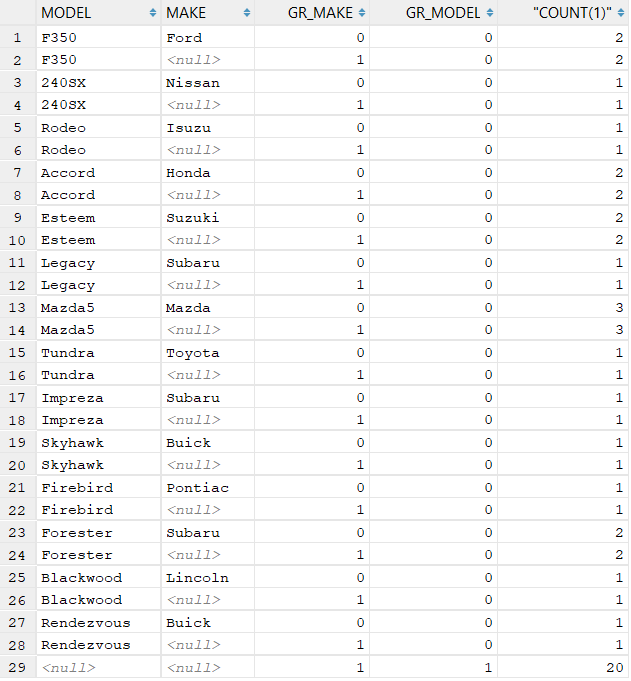 MODEL MAKE GR_MAKE GR_MODEL "COUNT(1)"
1 F350 Ford 0 0 2
2 F350 <null> 1 0 2
3 240SX Nissan 0 0 1
4 240SX <null> 1 0 1
5 Rodeo Isuzu 0 0 1
6 Rodeo <null> 1 0 1
7 Accord Honda 0 0 2
8 Accord <null> 1 0 2
9 Esteem Suzuki 0 0 2
10 Esteem <null> 1 0 2
11 Legacy Subaru 0 0 1
12 Legacy <null> 1 0 1
13 Mazda5 Mazda 0 0 3
14 Mazda5 <null> 1 0 3
15 Tundra Toyota 0 0 1
16 Tundra <null> 1 0 1
17 Impreza Subaru 0 0 1
18 Impreza <null> 1 0 1
19 Skyhawk Buick 0 0 1
20 Skyhawk <null> 1 0 1
21 Firebird Pontiac 0 0 1
22 Firebird <null> 1 0 1
23 Forester Subaru 0 0 2
24 Forester <null> 1 0 2
25 Blackwood Lincoln 0 0 1
26 Blackwood <null> 1 0 1
27 Rendezvous Buick 0 0 1
28 Rendezvous <null> 1 0 1
29 <null> <null> 1 1 20